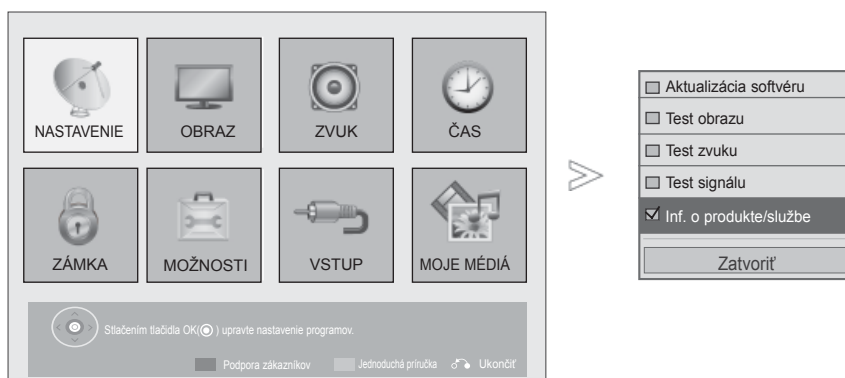 NASTAVENIE
OBRAZ
ZVUK
ČAS
ZÁMKA
MOŽNOSTI
VSTUP
MOJE MÉDIÁ
Stlačením tlačidla OK( ) upravte nastavenie programov.
Podpora zákazníkov
Jednoduchá príručka
Ukončiť
Aktualizácia softvéru
Test obrazu
Test zvuku
Test signálu
Inf. o produkte/službe
Zatvoriť